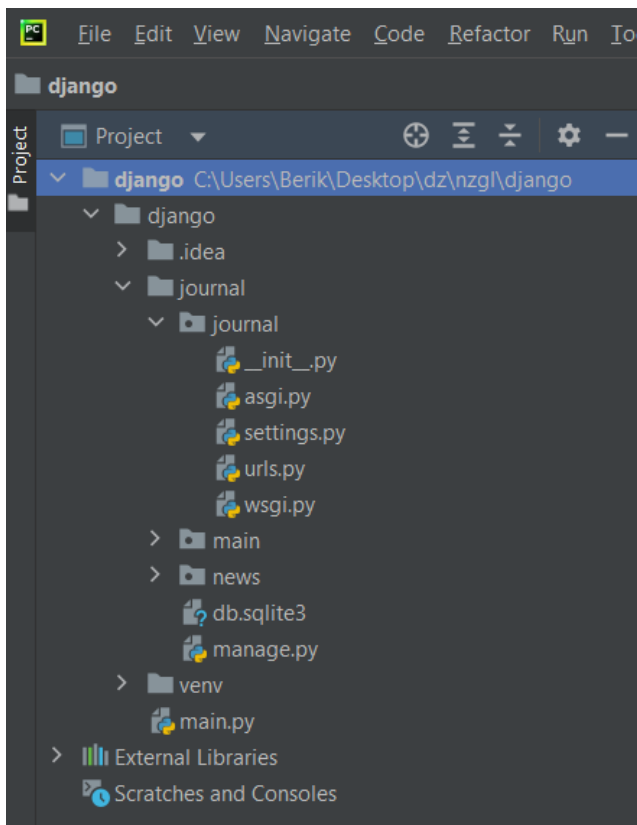 PC
File Edit View Navigate Code Refactor Run To
django
Project
Project
django C:\Users\Berik\Desktop\dz\nzgl\django
django
.idea
journal
journal
__init__.py
asgi.py
settings.py
urls.py
wsgi.py
main
news
db.sqlite3
manage.py
venv
main.py
External Libraries
Scratches and Consoles